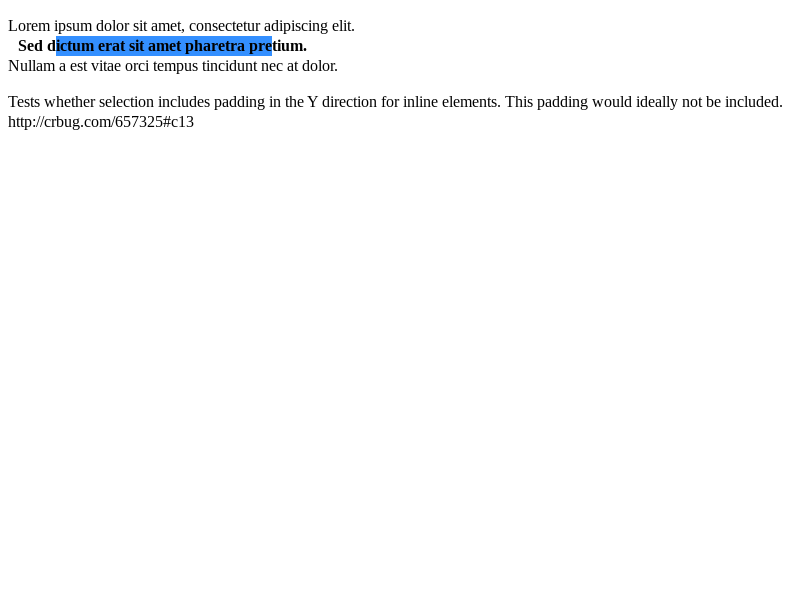 Lorem ipsum dolor sit amet, consectetur adipiscing elit.
Sed dictum erat sit amet pharetra pretium.
Nullam a est vitae orci tempus tincidunt nec at dolor.
Tests whether selection includes padding in the Y direction for inline elements. This padding would ideally not be included.
http://crbug.com/657325#c13